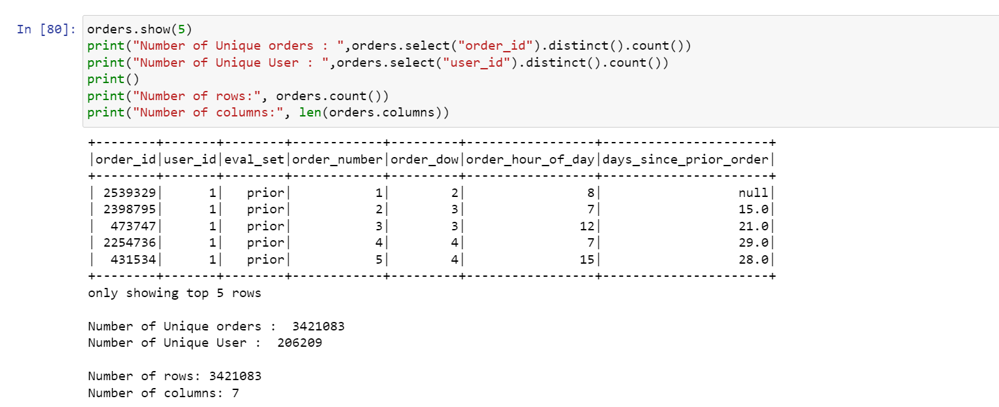 In [80]: orders.show(5)
print("Number of Unique orders : ",orders.select("order_id").distinct().count())
print("Number of Unique User : ",orders.select("user_id").distinct().count())
print()
print("Number of rows:", orders.count())
print("Number of columns:", len(orders.columns))
+--------+-------+--------+------------+---------+-----------------+----------------------+
|order_id|user_id|eval_set|order_number|order_dow|order_hour_of_day|days_since_prior_order|
+--------+-------+--------+------------+---------+-----------------+----------------------+
| 2539329|      1|   prior|           1|        2|                8|                  null|
| 2398795|      1|   prior|           2|        3|                7|                  15.0|
|  473747|      1|   prior|           3|        3|               12|                  21.0|
| 2254736|      1|   prior|           4|        4|                7|                  29.0|
|  431534|      1|   prior|           5|        4|               15|                  28.0|
+--------+-------+--------+------------+---------+-----------------+----------------------+
only showing top 5 rows
Number of Unique orders :  3421083
Number of Unique User :  206209
Number of rows: 3421083
Number of columns: 7